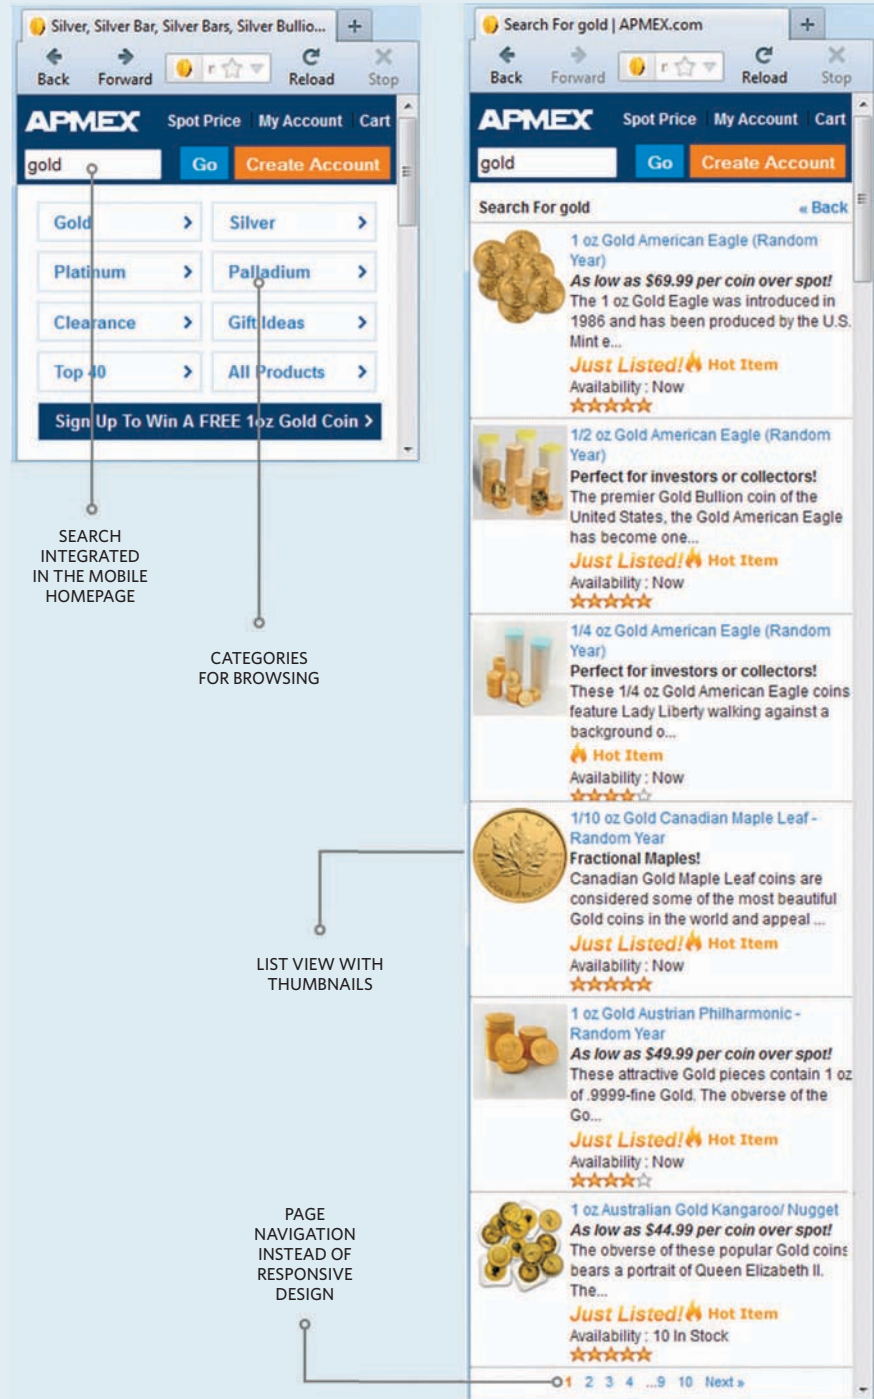 Silver, Silver Bar, Silver Bars, Silver Bullio...
Back Forward r Reload Stop
APMEX Spot Price My Account Cart
gold Go Create Account
Gold Silver
Platinum Palladium
Clearance Gift Ideas
Top 40 All Products
Sign Up To Win A FREE 1oz Gold Coin >
SEARCH
INTEGRATED
IN THE MOBILE
HOMEPAGE
CATEGORIES
FOR BROWSING
LIST VIEW WITH
THUMBNAILS
PAGE
NAVIGATION
INSTEAD OF
RESPONSIVE
DESIGN
Search For gold | APMEX.com
Back Forward r Reload Stop
APMEX Spot Price My Account Cart
gold Go Create Account
Search For gold « Back
1 oz Gold American Eagle (Random
Year)
As low as $69.99 per coin over spot!
The 1 oz Gold Eagle was introduced in
1986 and has been produced by the U.S.
Mint e...
Just Listed! Hot Item
Availability : Now
1/2 oz Gold American Eagle (Random
Year)
Perfect for investors or collectors!
The premier Gold Bullion coin of the
United States, the Gold American Eagle
has become one...
Just Listed! Hot Item
Availability : Now
1/4 oz Gold American Eagle (Random
Year)
Perfect for investors or collectors!
These 1/4 oz Gold American Eagle coins
feature Lady Liberty walking against a
background o...
Hot Item
Availability : Now
CANADA
1/10 oz Gold Canadian Maple Leaf -
Random Year
Fractional Maples!
Canadian Gold Maple Leaf coins are
considered some of the most beautiful
Gold coins in the world and appeal ...
Just Listed! Hot Item
Availability : Now
1 oz Gold Austrian Philharmonic -
Random Year
As low as $49.99 per coin over spot!
These attractive Gold pieces contain 1 oz
of .9999-fine Gold. The obverse of the
Go...
Just Listed! Hot Item
Availability : Now
1 oz Australian Gold Kangaroo/ Nugget
As low as $44.99 per coin over spot!
The obverse of these popular Gold coins
bears a portrait of Queen Elizabeth II.
The...
Just Listed! Hot Item
Availability : 10 In Stock
1 2 3 4 ...9 10 Next »